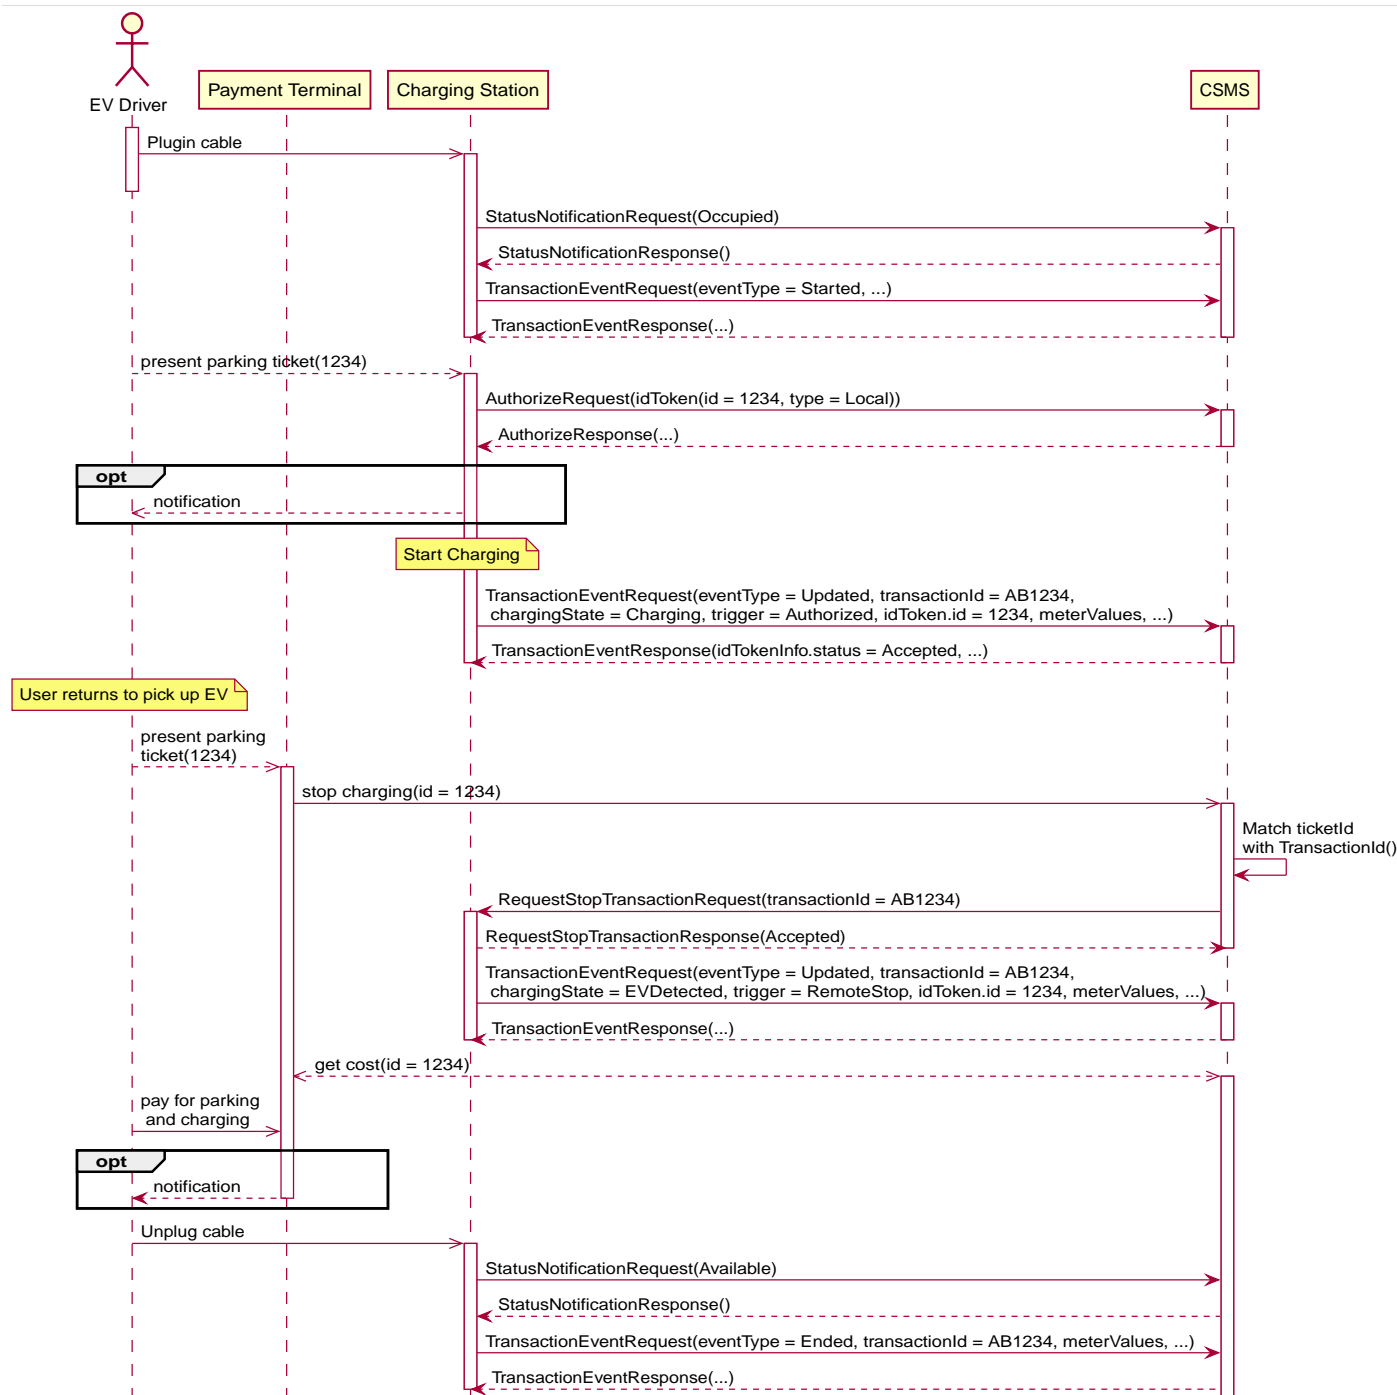 EV Driver
Payment Terminal
Charging Station
CSMS
Plugin cable
StatusNotificationRequest(Occupied)
StatusNotificationResponse()
TransactionEventRequest(eventType = Started, ...)
TransactionEventResponse(...)
present parking ticket(1234)
AuthorizeRequest(idToken(id = 1234, type = Local))
AuthorizeResponse(...)
opt
notification
Start Charging
TransactionEventRequest(eventType = Updated, transactionId = AB1234,
chargingState = Charging, trigger = Authorized, idToken.id = 1234, meterValues, ...)
TransactionEventResponse(idTokenInfo.status = Accepted, ...)
User returns to pick up EV
present parking
ticket(1234)
stop charging(id = 1234)
Match ticketId
with TransactionId()
RequestStopTransactionRequest(transactionId = AB1234)
RequestStopTransactionResponse(Accepted)
TransactionEventRequest(eventType = Updated, transactionId = AB1234,
chargingState = EVDetected, trigger = RemoteStop, idToken.id = 1234, meterValues, ...)
TransactionEventResponse(...)
get cost(id = 1234)
pay for parking
and charging
opt
notification
Unplug cable
StatusNotificationRequest(Available)
StatusNotificationResponse()
TransactionEventRequest(eventType = Ended, transactionId = AB1234, meterValues, ...)
TransactionEventResponse(...)